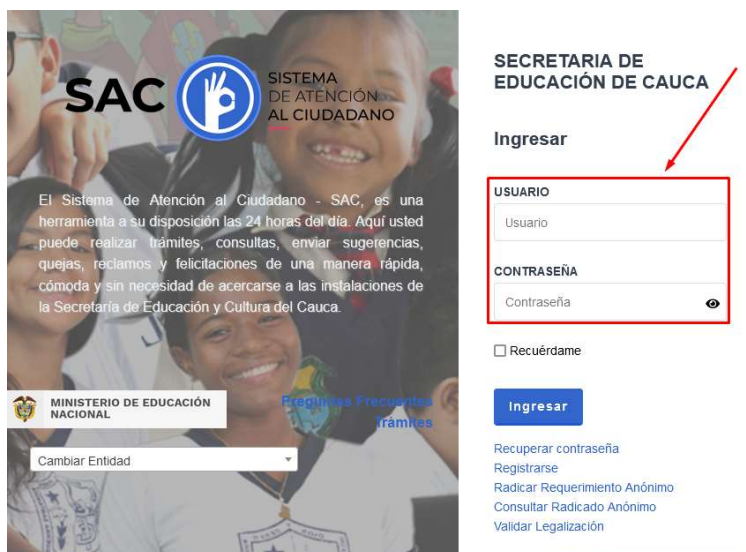 SAC
SISTEMA
DE ATENCIÓN
AL CIUDADANO
El Sistema de Atención al Ciudadano - SAC, es una
herramienta a su disposición las 24 horas del día. Aquí usted
puede realizar trámites, consultas, enviar sugerencias,
quejas, reclamos y felicitaciones de una manera rápida,
cómoda y sin necesidad de acercarse a las instalaciones de
la Secretaría de Educación y Cultura del Cauca.
MINISTERIO DE EDUCACIÓN
NACIONAL
Preguntas Frecuentes
Trámites
Cambiar Entidad
SECRETARIA DE
EDUCACIÓN DE CAUCA
Ingresar
USUARIO
Usuario
CONTRASEÑA
Contraseña
Recuérdame
Ingresar
Recuperar contraseña
Registrarse
Radicar Requerimiento Anónimo
Consultar Radicado Anónimo
Validar Legalización